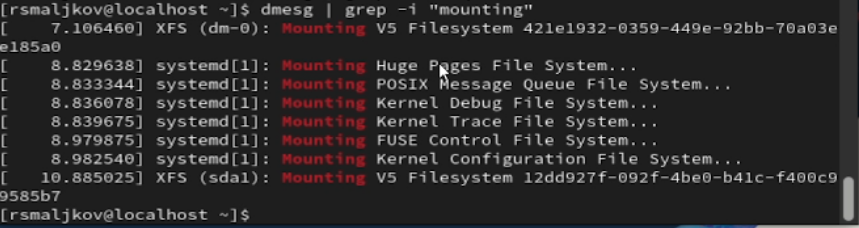 [rsmaljkov@localhost ~]$ dmesg | grep -i "mounting"
[    7.106460] XFS (dm-0): Mounting V5 Filesystem 421e1932-0359-449e-92bb-70a03e
e185a0
[    8.829638] systemd[1]: Mounting Huge Pages File System...
[    8.833344] systemd[1]: Mounting POSIX Message Queue File System...
[    8.836078] systemd[1]: Mounting Kernel Debug File System...
[    8.839675] systemd[1]: Mounting Kernel Trace File System...
[    8.979875] systemd[1]: Mounting FUSE Control File System...
[    8.982540] systemd[1]: Mounting Kernel Configuration File System...
[   10.885025] XFS (sda1): Mounting V5 Filesystem 12dd927f-092f-4be0-b41c-f400c9
9585b7
[rsmaljkov@localhost ~]$